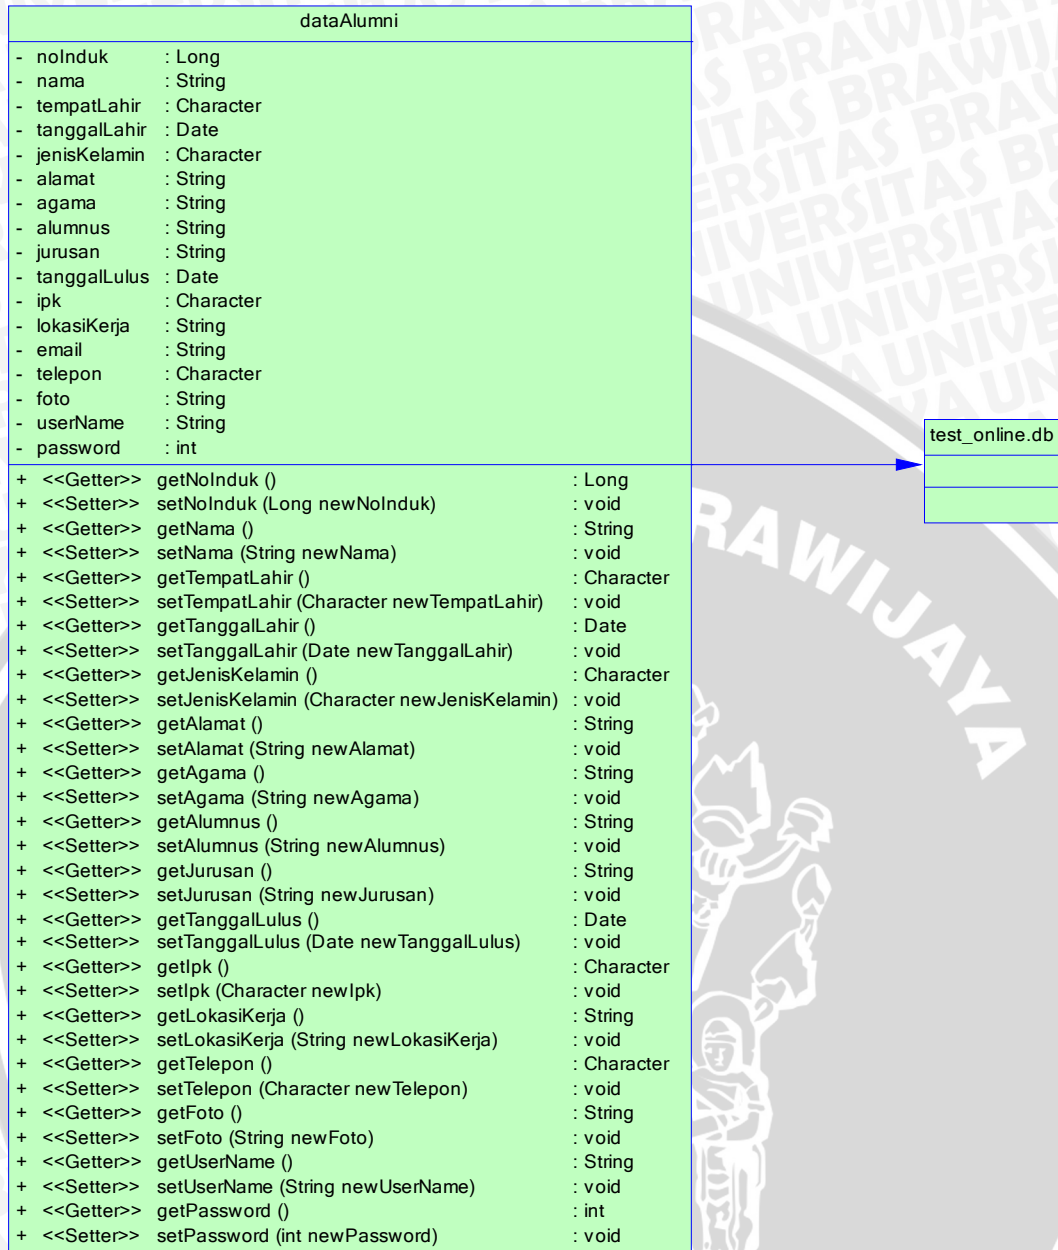 dataAlumni
- noInduk : Long
- nama : String
- tempatLahir : Character
- tanggalLahir : Date
- jenisKelamin : Character
- alamat : String
- agama : String
- alumnus : String
- jurusan : String
- tanggalLulus : Date
- ipk : Character
- lokasiKerja : String
- email : String
- telepon : Character
- foto : String
- userName : String
- password : int
+ <<Getter>> getNoInduk () : Long
+ <<Setter>> setNoInduk (Long newNoInduk) : void
+ <<Getter>> getNama () : String
+ <<Setter>> setNama (String newNama) : void
+ <<Getter>> getTempatLahir () : Character
+ <<Setter>> setTempatLahir (Character newTempatLahir) : void
+ <<Getter>> getTanggalLahir () : Date
+ <<Setter>> setTanggalLahir (Date newTanggalLahir) : void
+ <<Getter>> getJenisKelamin () : Character
+ <<Setter>> setJenisKelamin (Character newJenisKelamin) : void
+ <<Getter>> getAlamat () : String
+ <<Setter>> setAlamat (String newAlamat) : void
+ <<Getter>> getAgama () : String
+ <<Setter>> setAgama (String newAgama) : void
+ <<Getter>> getAlumnus () : String
+ <<Setter>> setAlumnus (String newAlumnus) : void
+ <<Getter>> getJurusan () : String
+ <<Setter>> setJurusan (String newJurusan) : void
+ <<Getter>> getTanggalLulus () : Date
+ <<Setter>> setTanggalLulus (Date newTanggalLulus) : void
+ <<Getter>> getIpk () : Character
+ <<Setter>> setIpk (Character newIpk) : void
+ <<Getter>> getLokasiKerja () : String
+ <<Setter>> setLokasiKerja (String newLokasiKerja) : void
+ <<Getter>> getTelepon () : Character
+ <<Setter>> setTelepon (Character newTelepon) : void
+ <<Getter>> getFoto () : String
+ <<Setter>> setFoto (String newFoto) : void
+ <<Getter>> getUserName () : String
+ <<Setter>> setUserName (String newUserName) : void
+ <<Getter>> getPassword () : int
+ <<Setter>> setPassword (int newPassword) : void
test_online.db
RAWIJAYA